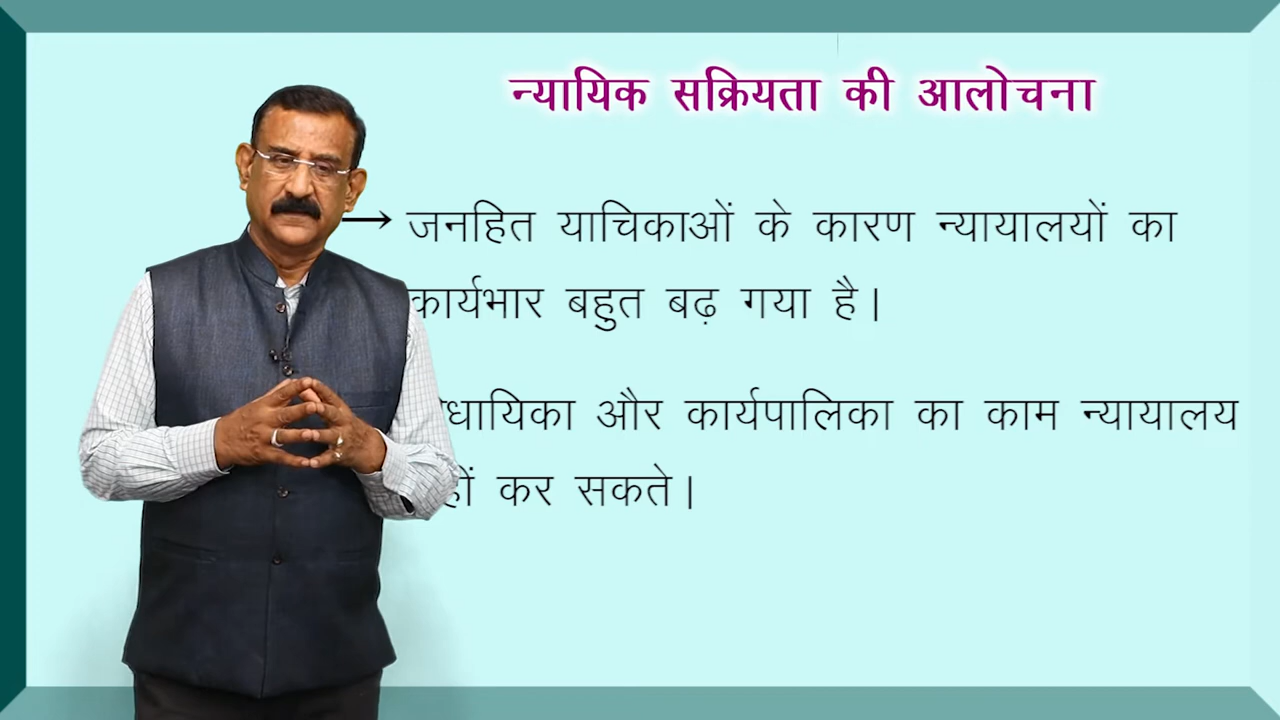 न्यायिक सक्रियता की आलोचना
→ जनहित याचिकाओं के कारण न्यायालयों का
कार्यभार बहुत बढ़ गया है।
और कार्यपालिका का काम न्यायालय
कर सकते।